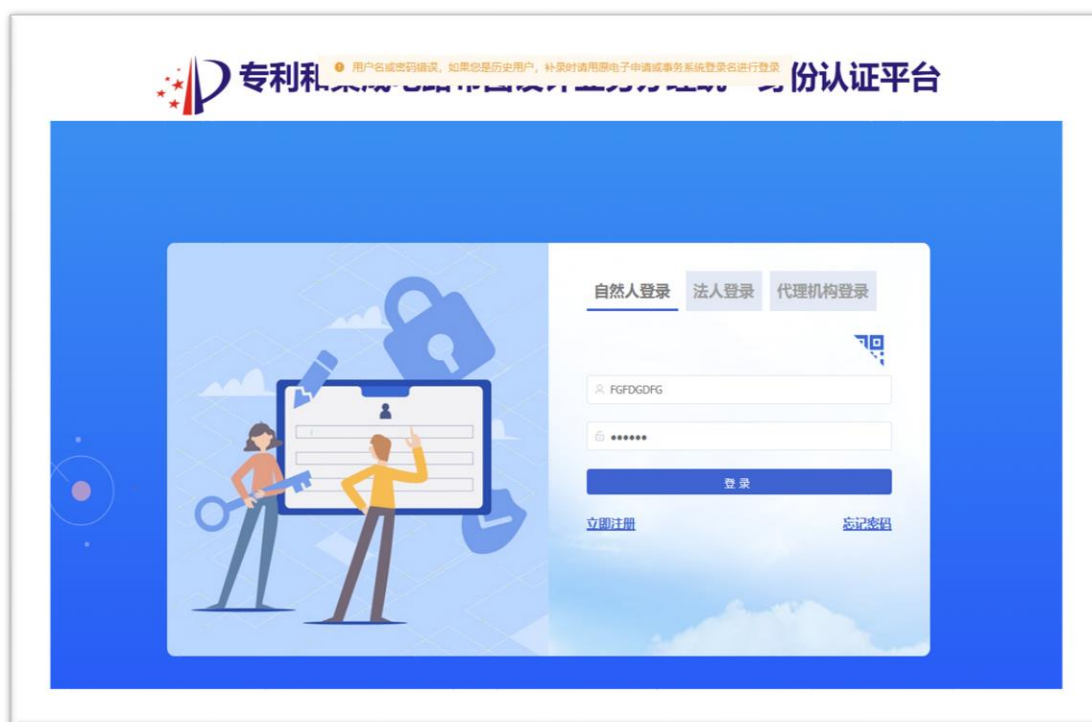 专利和 份认证平台
用户名或密码错误，如果您是历史用户，补录时请用原电子申请或事务系统登录名进行登录
自然人登录 法人登录 代理机构登录
FGFDGDFG
●●●●●●
登 录
立即注册 忘记密码